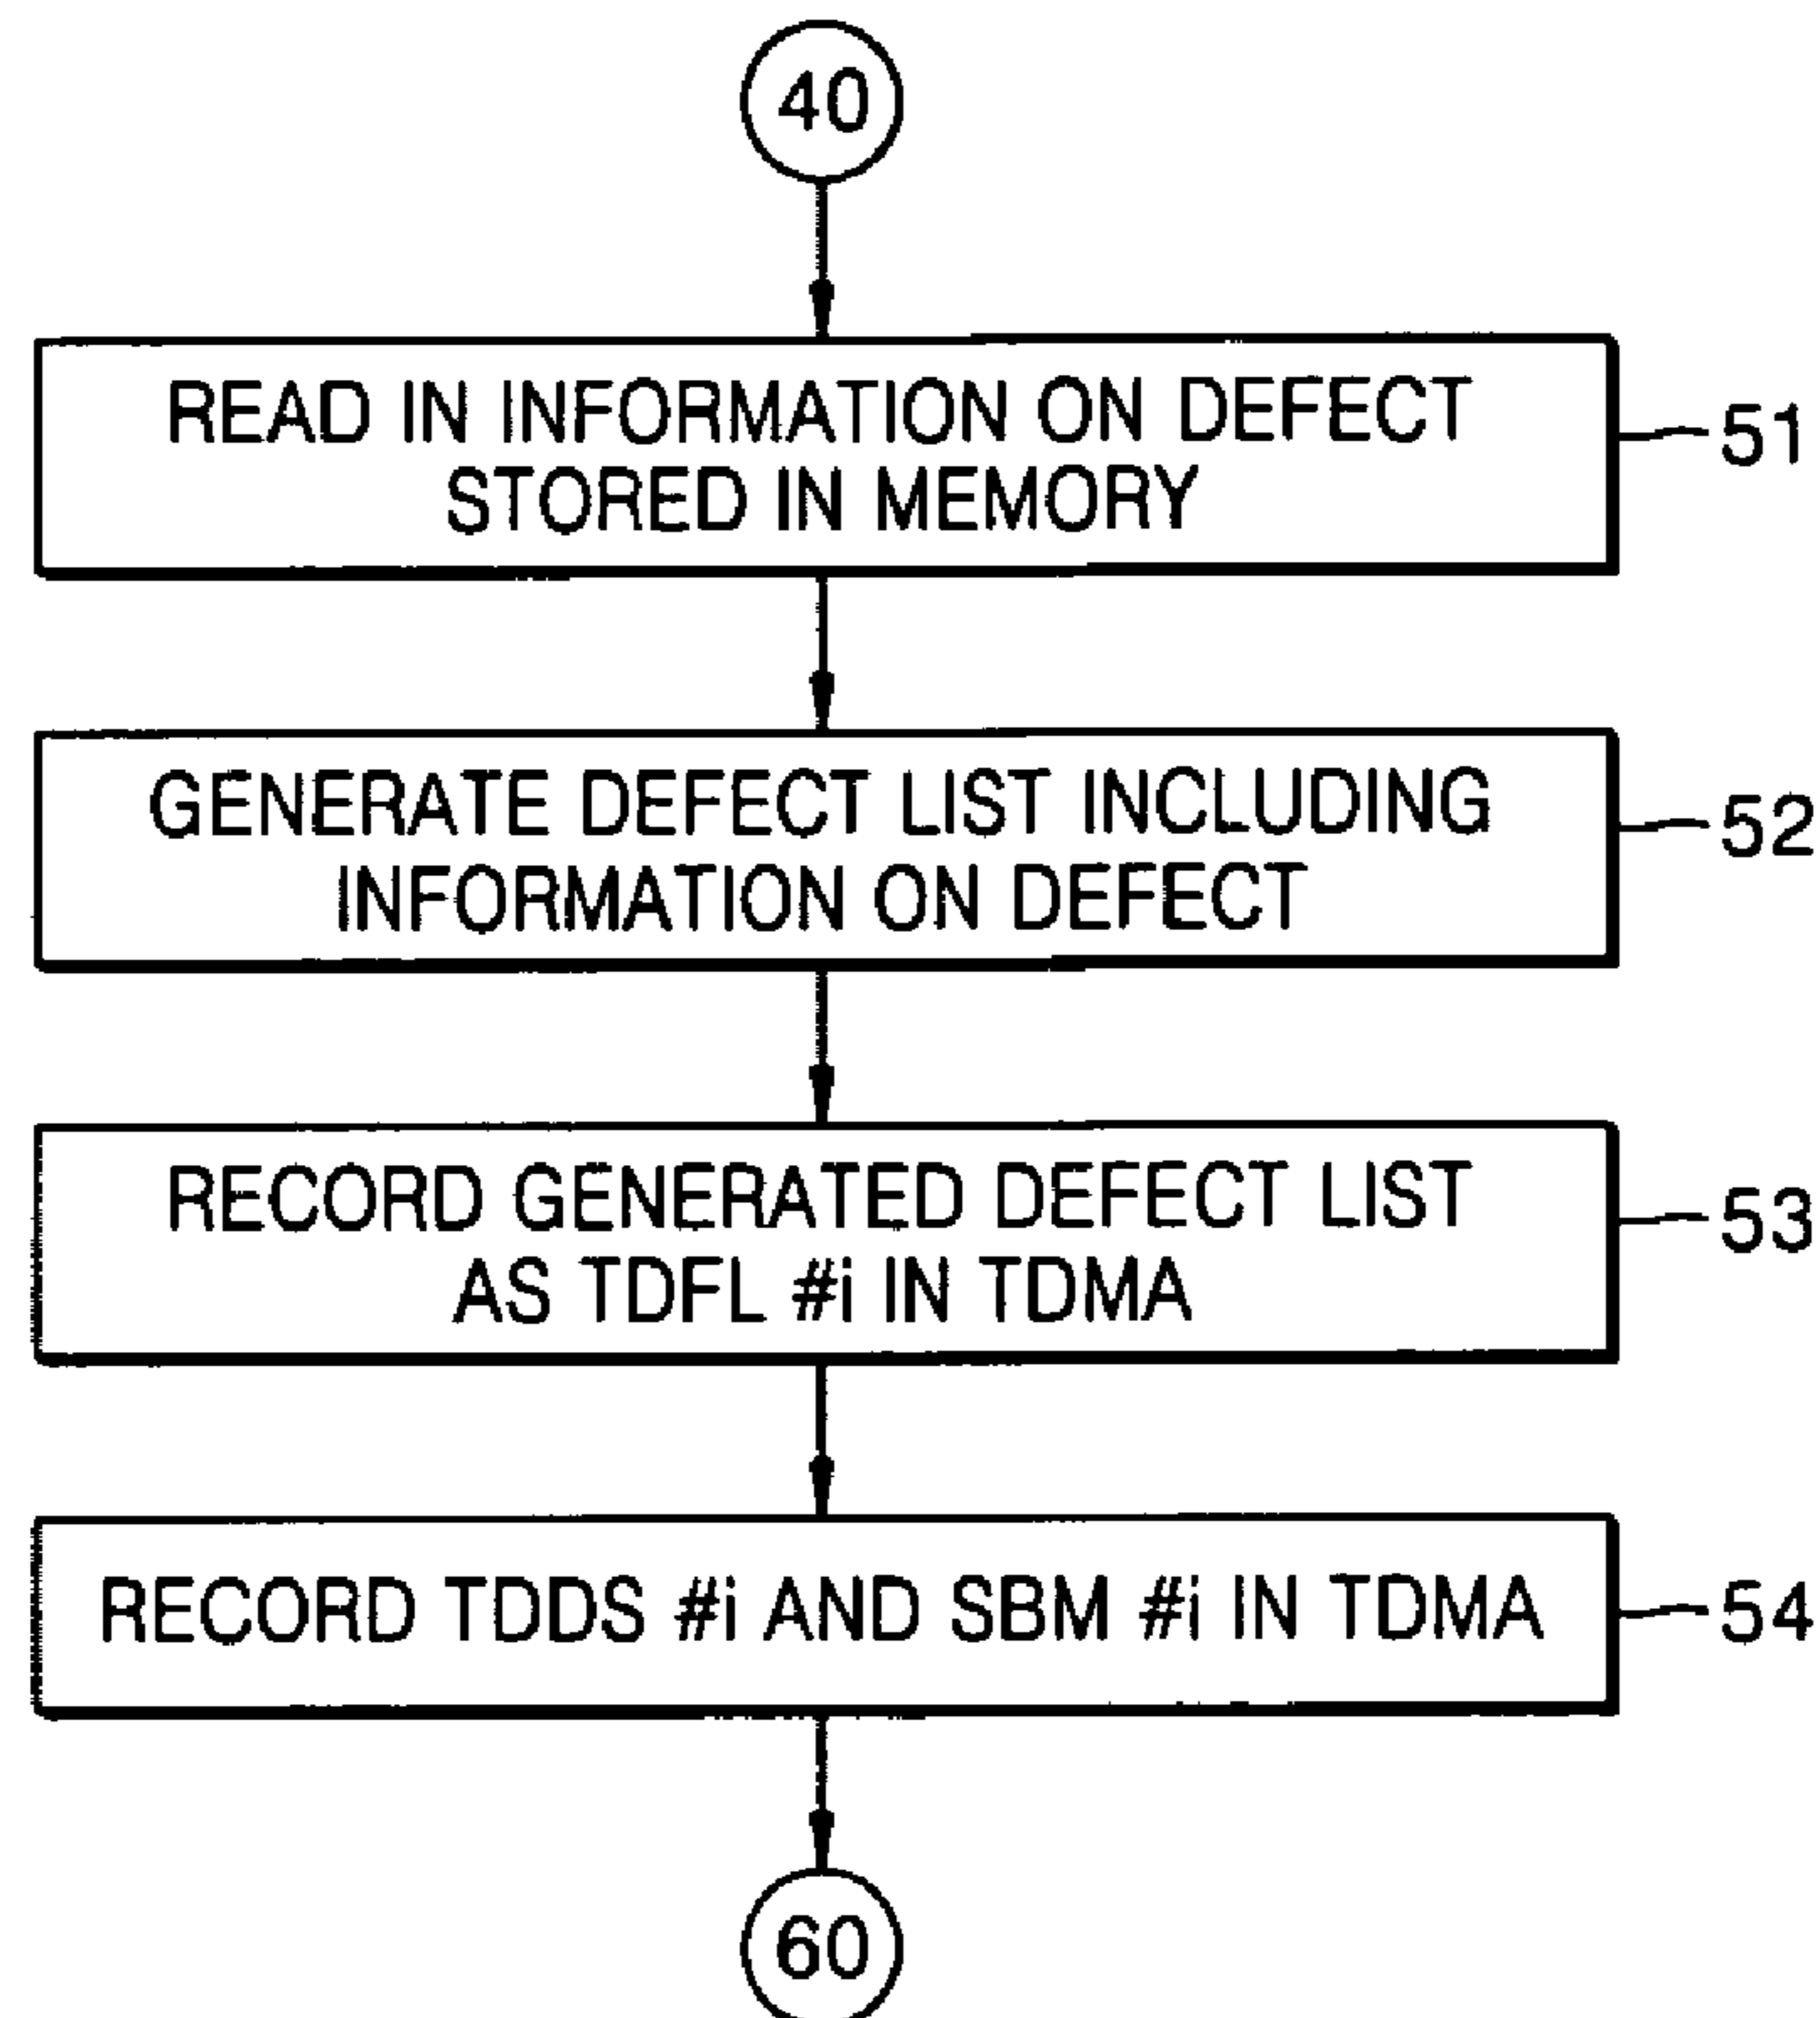 40
READ IN INFORMATION ON DEFECT
STORED IN MEMORY
51
GENERATE DEFECT LIST INCLUDING
INFORMATION ON DEFECT
52
RECORD GENERATED DEFECT LIST
AS TDFL #i IN TDMA
53
RECORD TDDS #i AND SBM #i IN TDMA
54
60